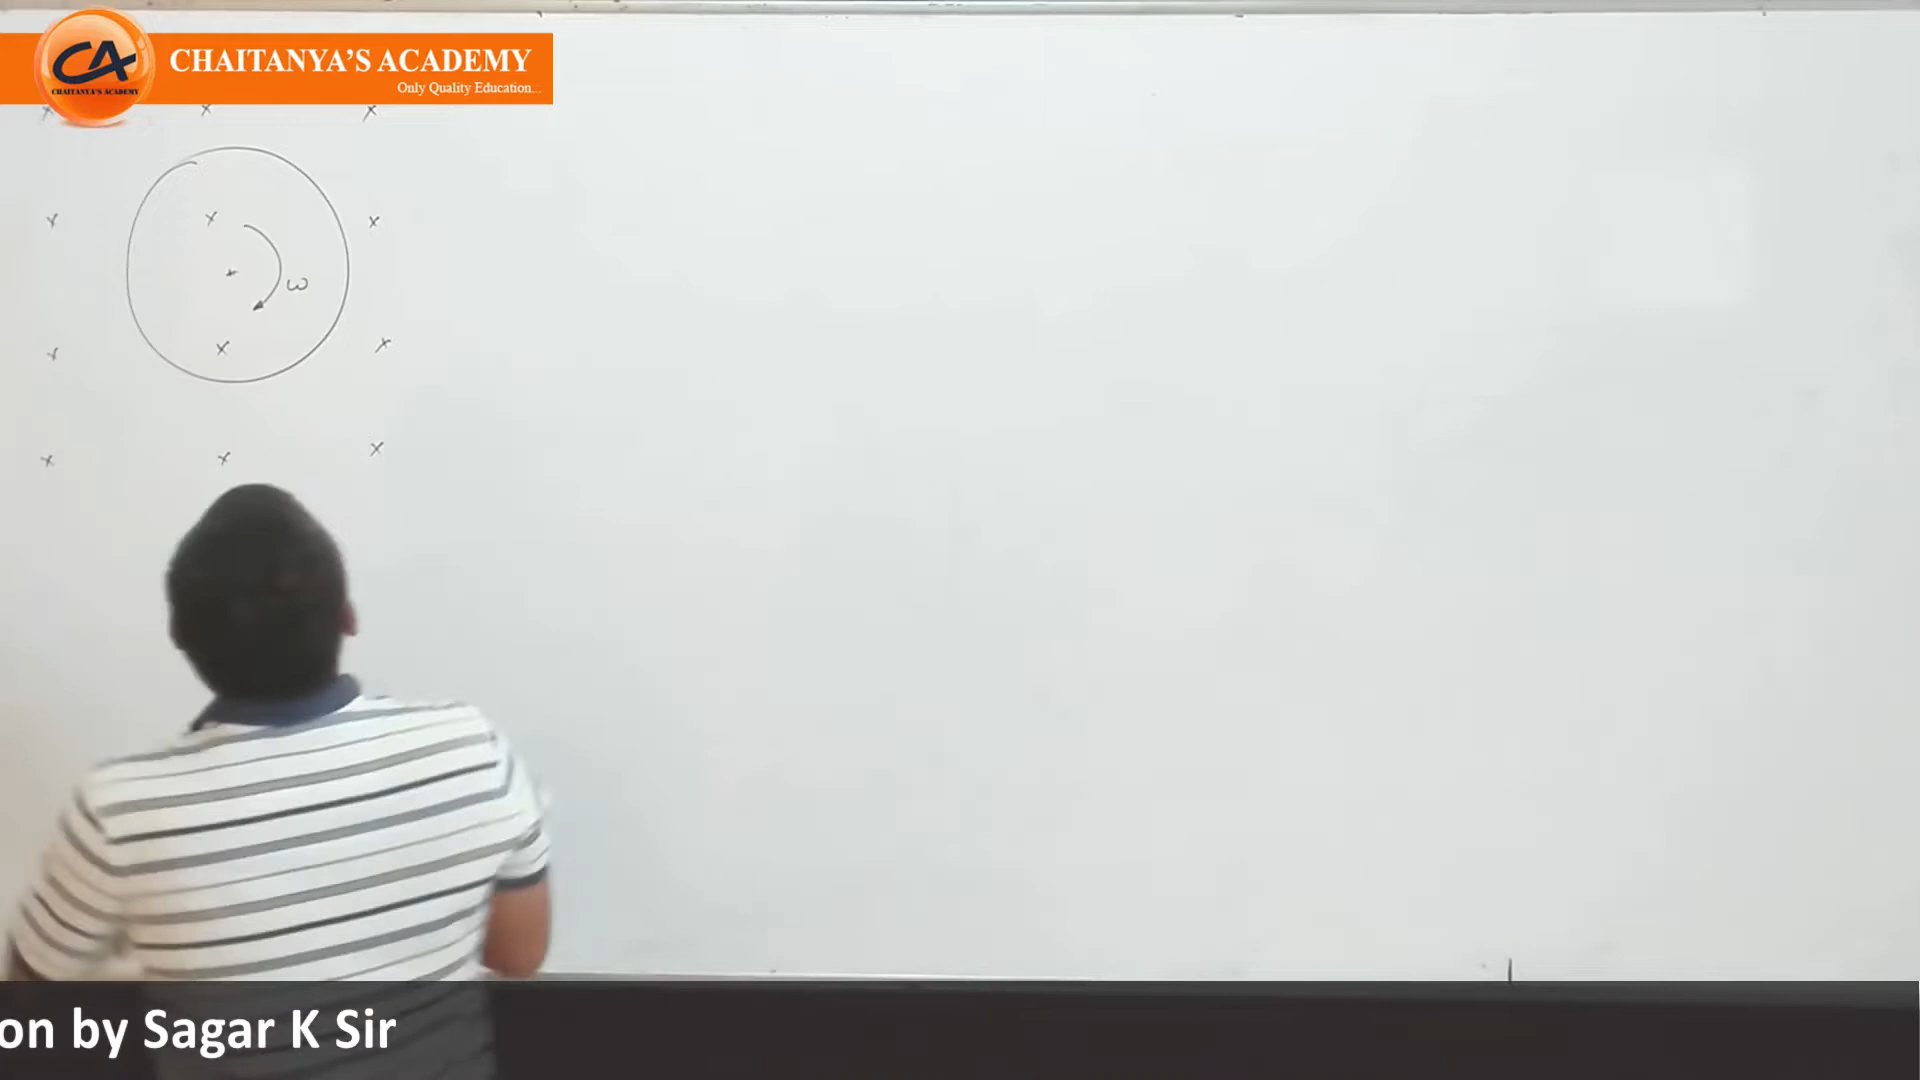 CA
CHAITANYA'S ACADEMY
CHAITANYA'S ACADEMY
Only Quality Education...
ω
on by Sagar K Sir